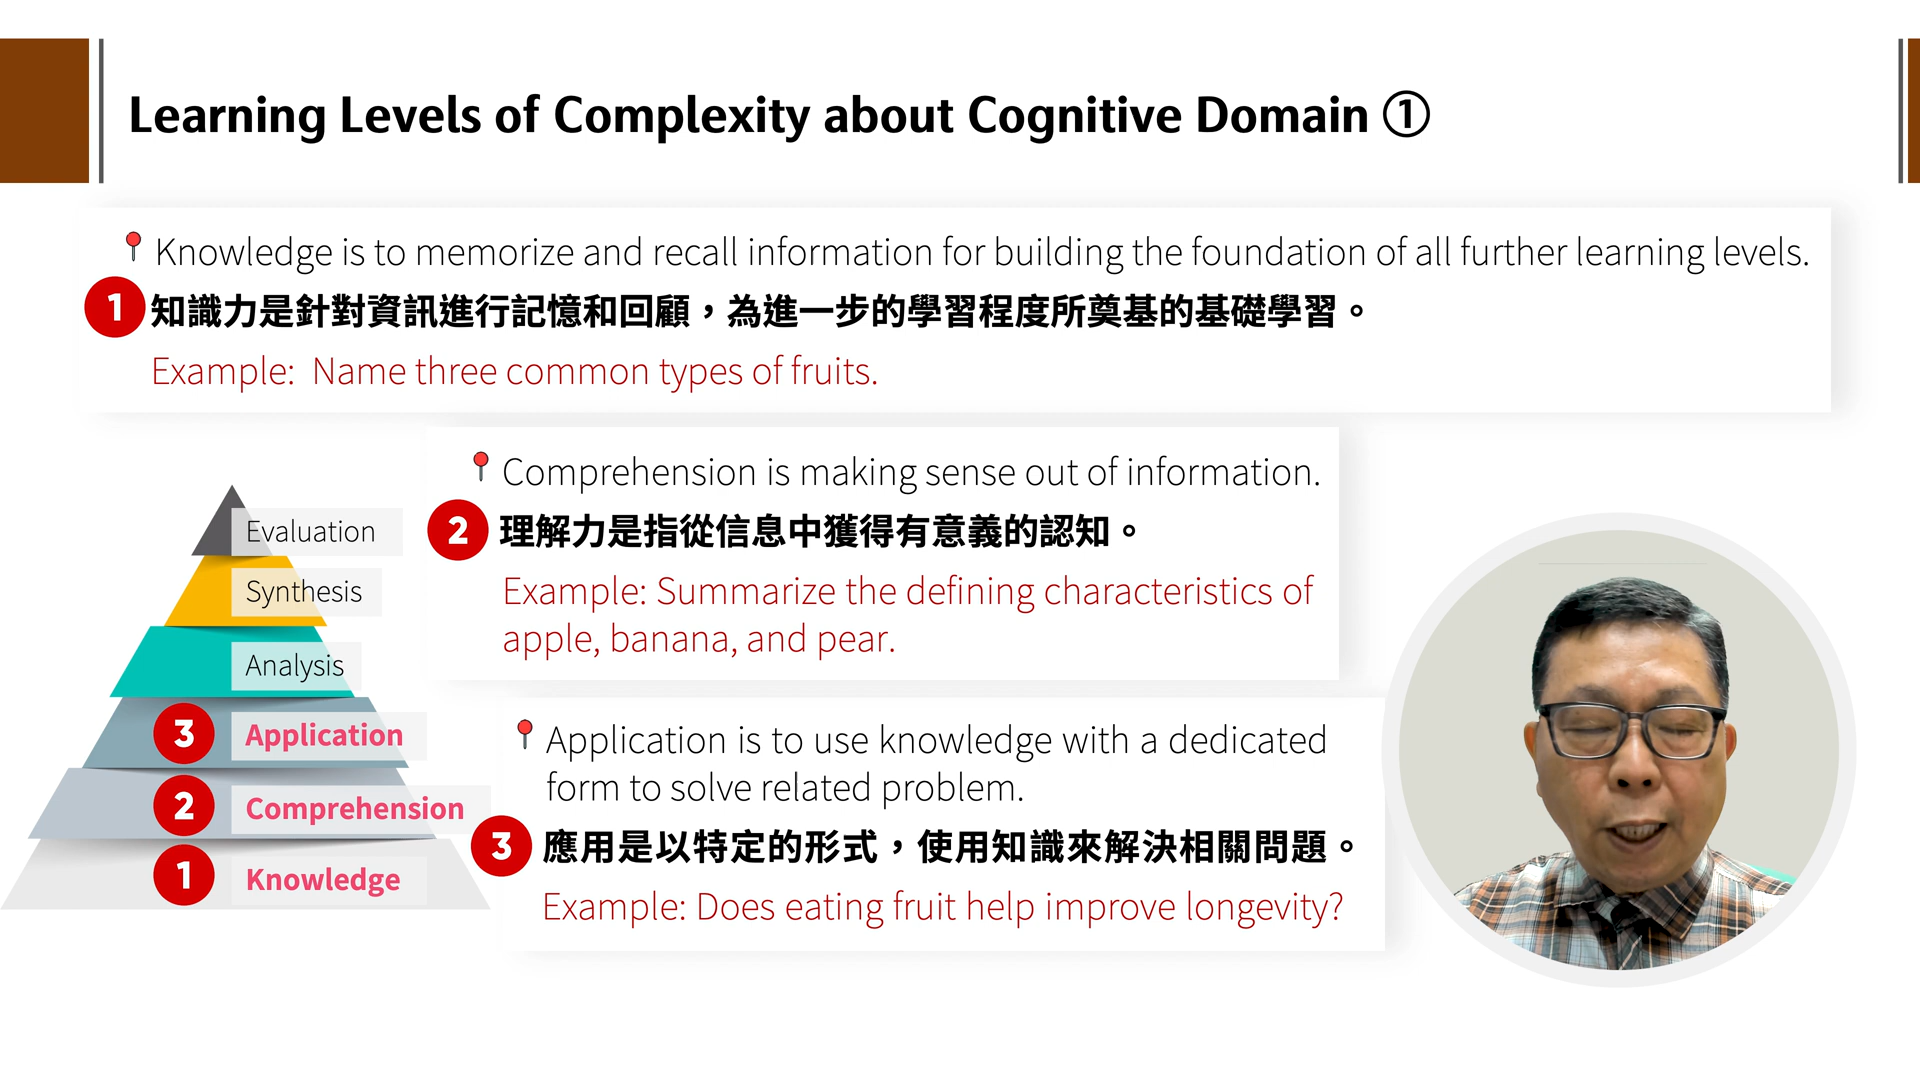 Learning Levels of Complexity about Cognitive Domain ①
Knowledge is to memorize and recall information for building the foundation of all further learning levels.
1 知識力是針對資訊進行記憶和回顧，為進一步的學習程度所奠基的基礎學習。
Example: Name three common types of fruits.
Comprehension is making sense out of information.
2 理解力是指從信息中獲得有意義的認知。
Example: Summarize the defining characteristics of
apple, banana, and pear.
Application is to use knowledge with a dedicated
form to solve related problem.
3 應用是以特定的形式，使用知識來解決相關問題。
Example: Does eating fruit help improve longevity?
Evaluation
Synthesis
Analysis
3 Application
2 Comprehension
1 Knowledge